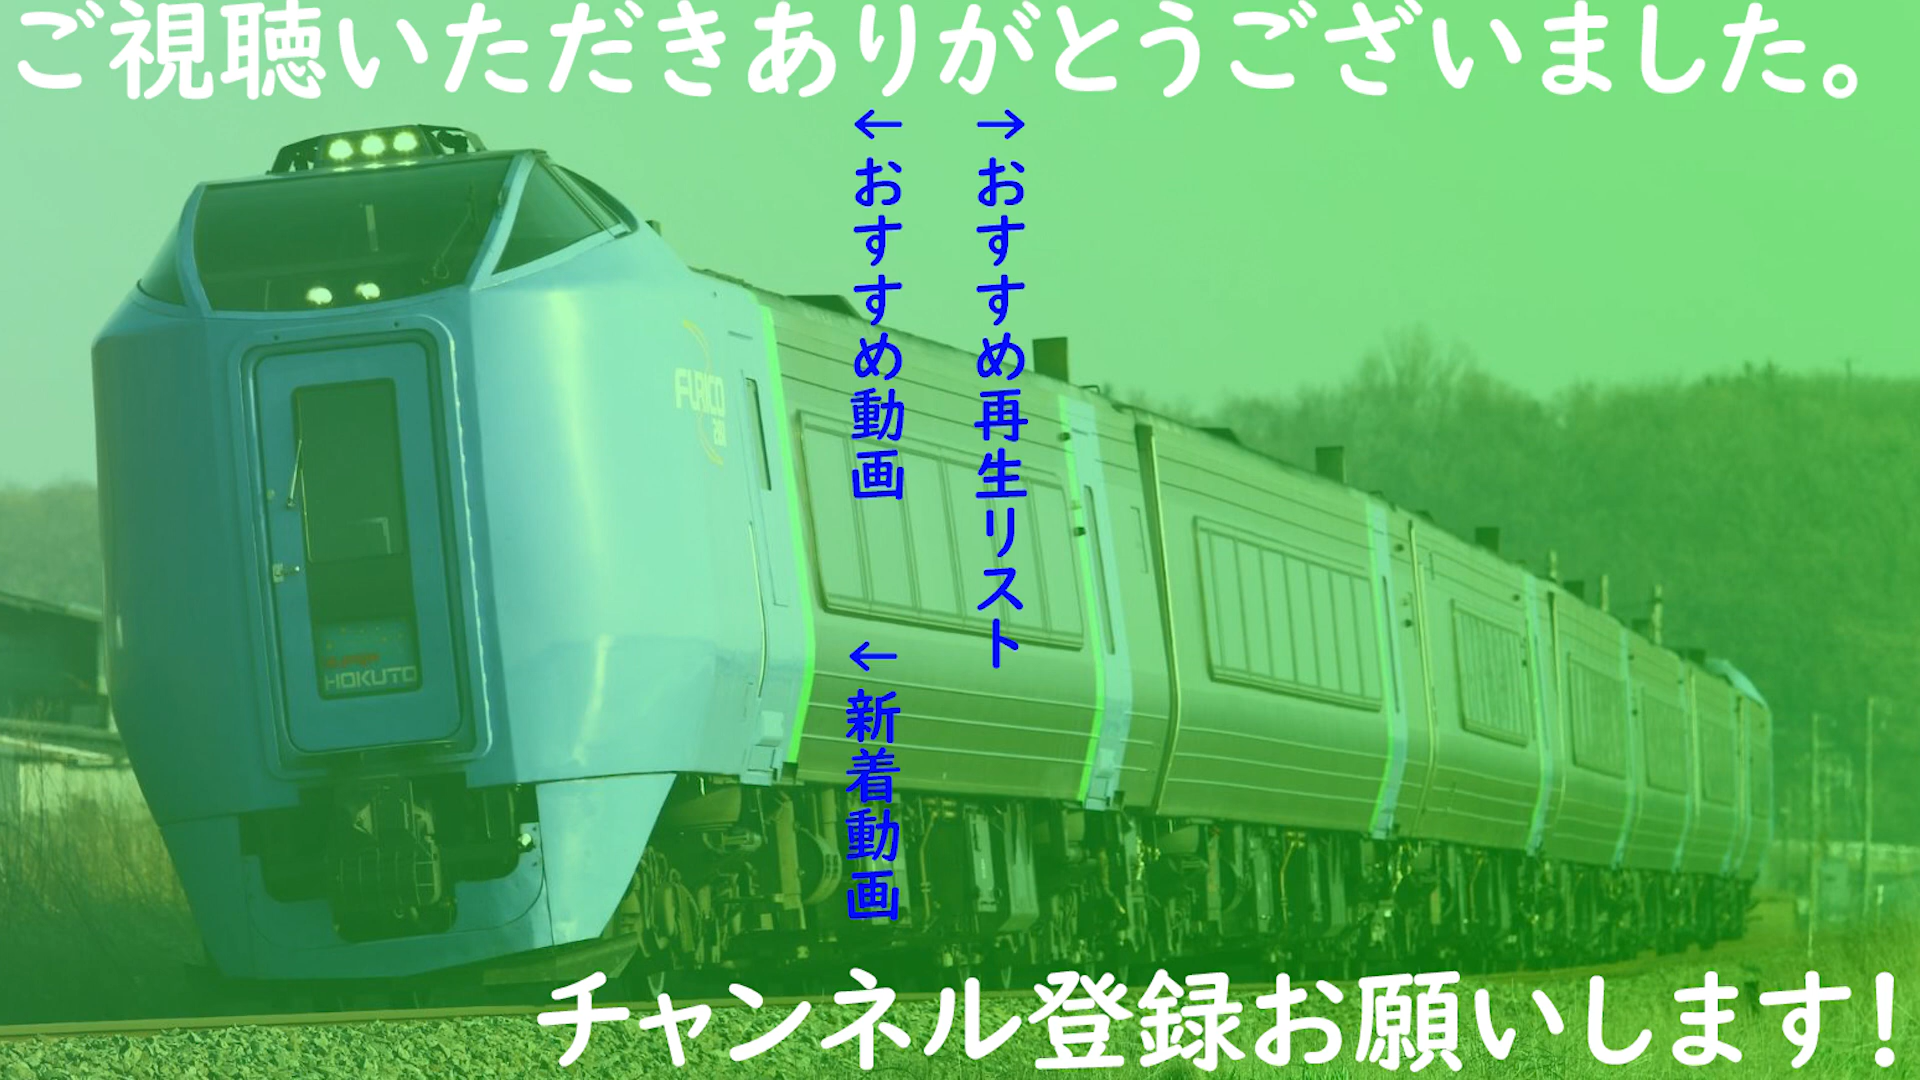 ご視聴いただきありがとうございました。
→おすすめ再生リスト
←おすすめ動画
←新着動画
FURICO
281
HOKUTO
チャンネル登録お願いします！